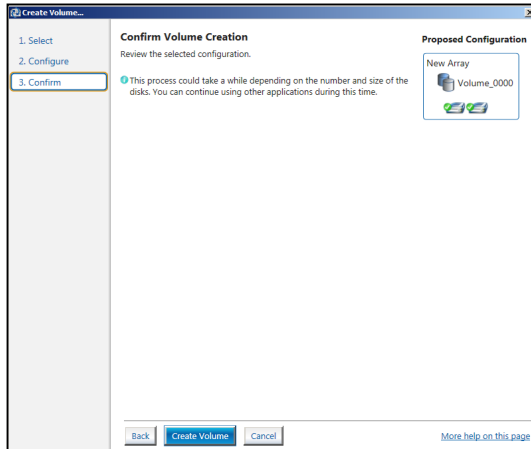 Create Volume...
1. Select
2. Configure
3. Confirm
Confirm Volume Creation
Review the selected configuration.
This process could take a while depending on the number and size of the
disks. You can continue using other applications during this time.
Proposed Configuration
New Array
Volume_0000
Back
Create Volume
Cancel
More help on this page